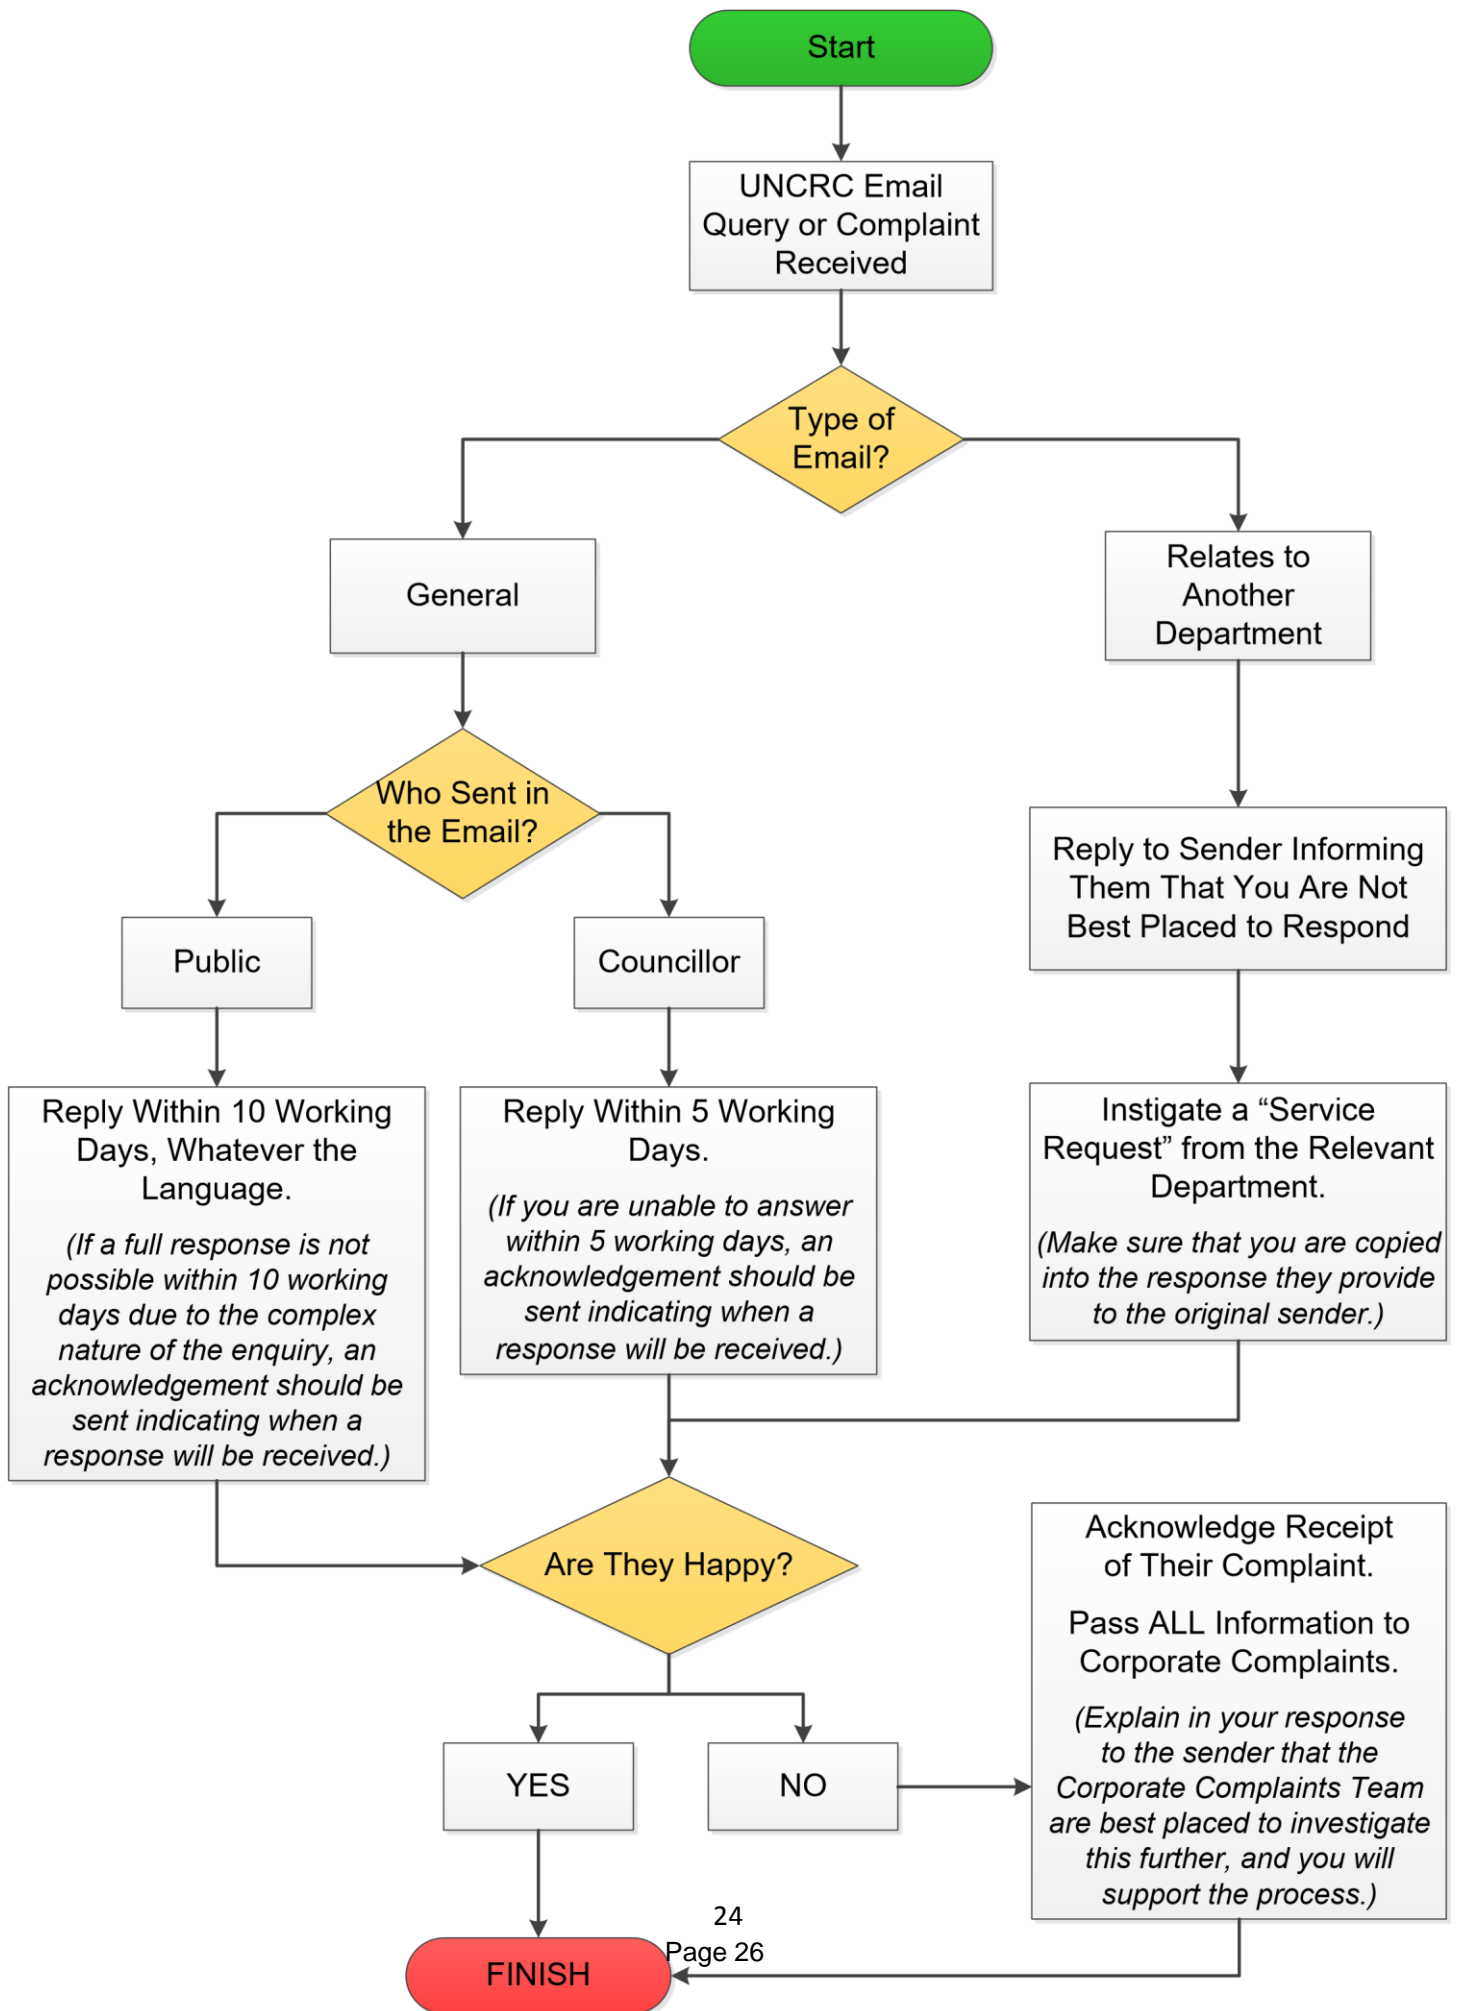 Start
UNCRC Email
Query or Complaint
Received
Type of
Email?
General
Relates to
Another
Department
Who Sent in
the Email?
Reply to Sender Informing
Them That You Are Not
Best Placed to Respond
Public
Councillor
Reply Within 10 Working
Days, Whatever the
Language.
(If a full response is not
possible within 10 working
days due to the complex
nature of the enquiry, an
acknowledgement should be
sent indicating when a
response will be received.)
Reply Within 5 Working
Days.
(If you are unable to answer
within 5 working days, an
acknowledgement should be
sent indicating when a
response will be received.)
Instigate a “Service
Request” from the Relevant
Department.
(Make sure that you are copied
into the response they provide
to the original sender.)
Are They Happy?
YES
NO
Acknowledge Receipt
of Their Complaint.
Pass ALL Information to
Corporate Complaints.
(Explain in your response
to the sender that the
Corporate Complaints Team
are best placed to investigate
this further, and you will
support the process.)
FINISH
24
Page 26